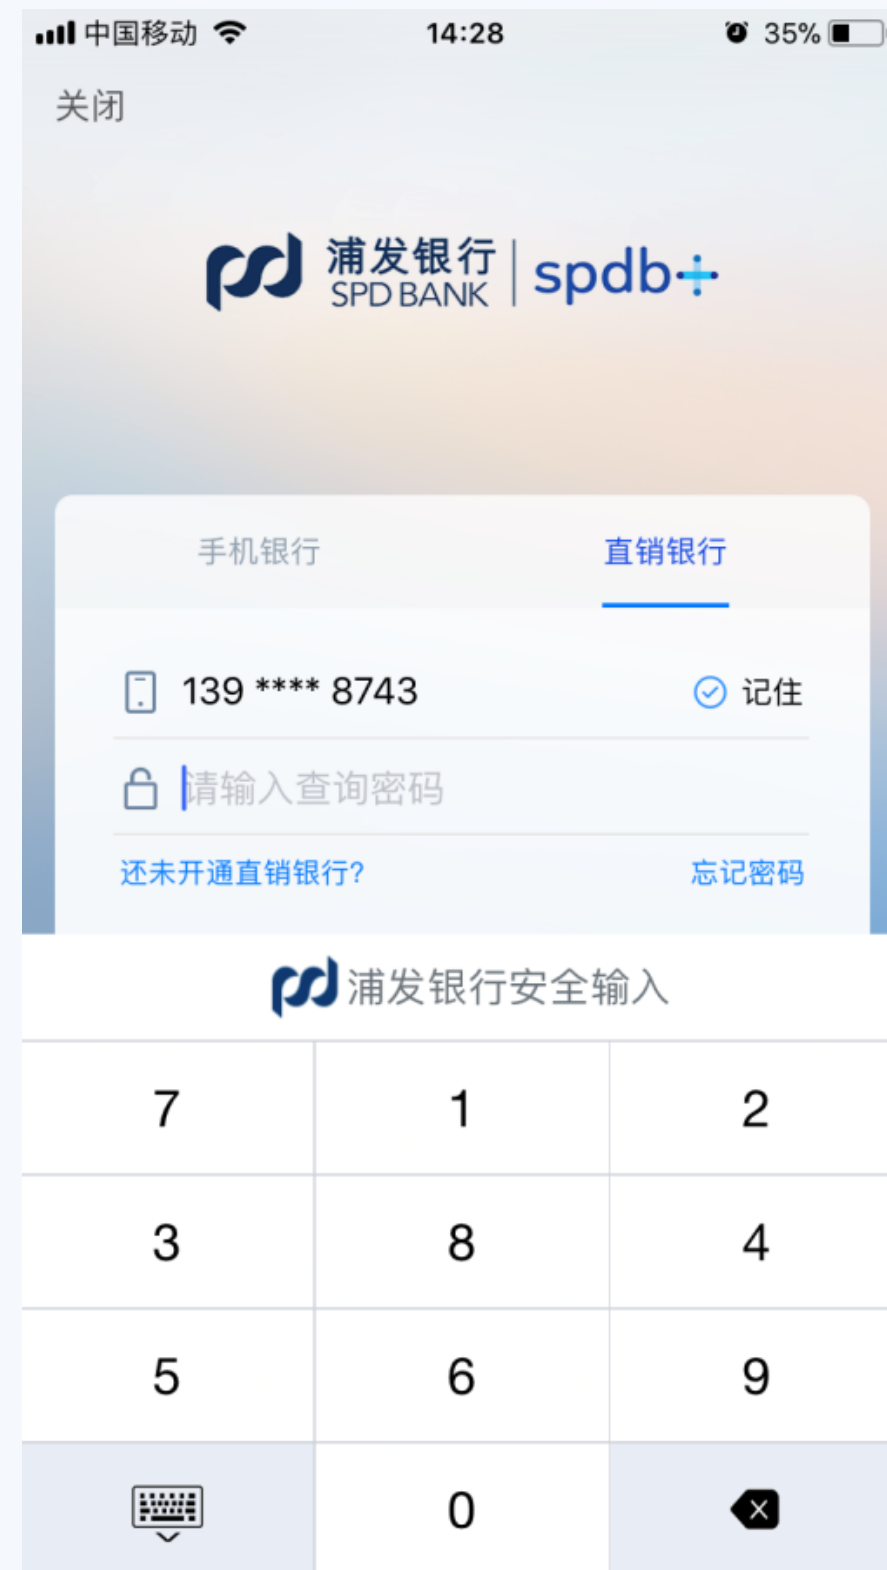 中国移动 14:28 35%
关闭
浦发银行 SPD BANK spdb+
手机银行 直销银行
139 **** 8743 记住
请输入查询密码
还未开通直销银行? 忘记密码
浦发银行安全输入
7 1 2
3 8 4
5 6 9
0